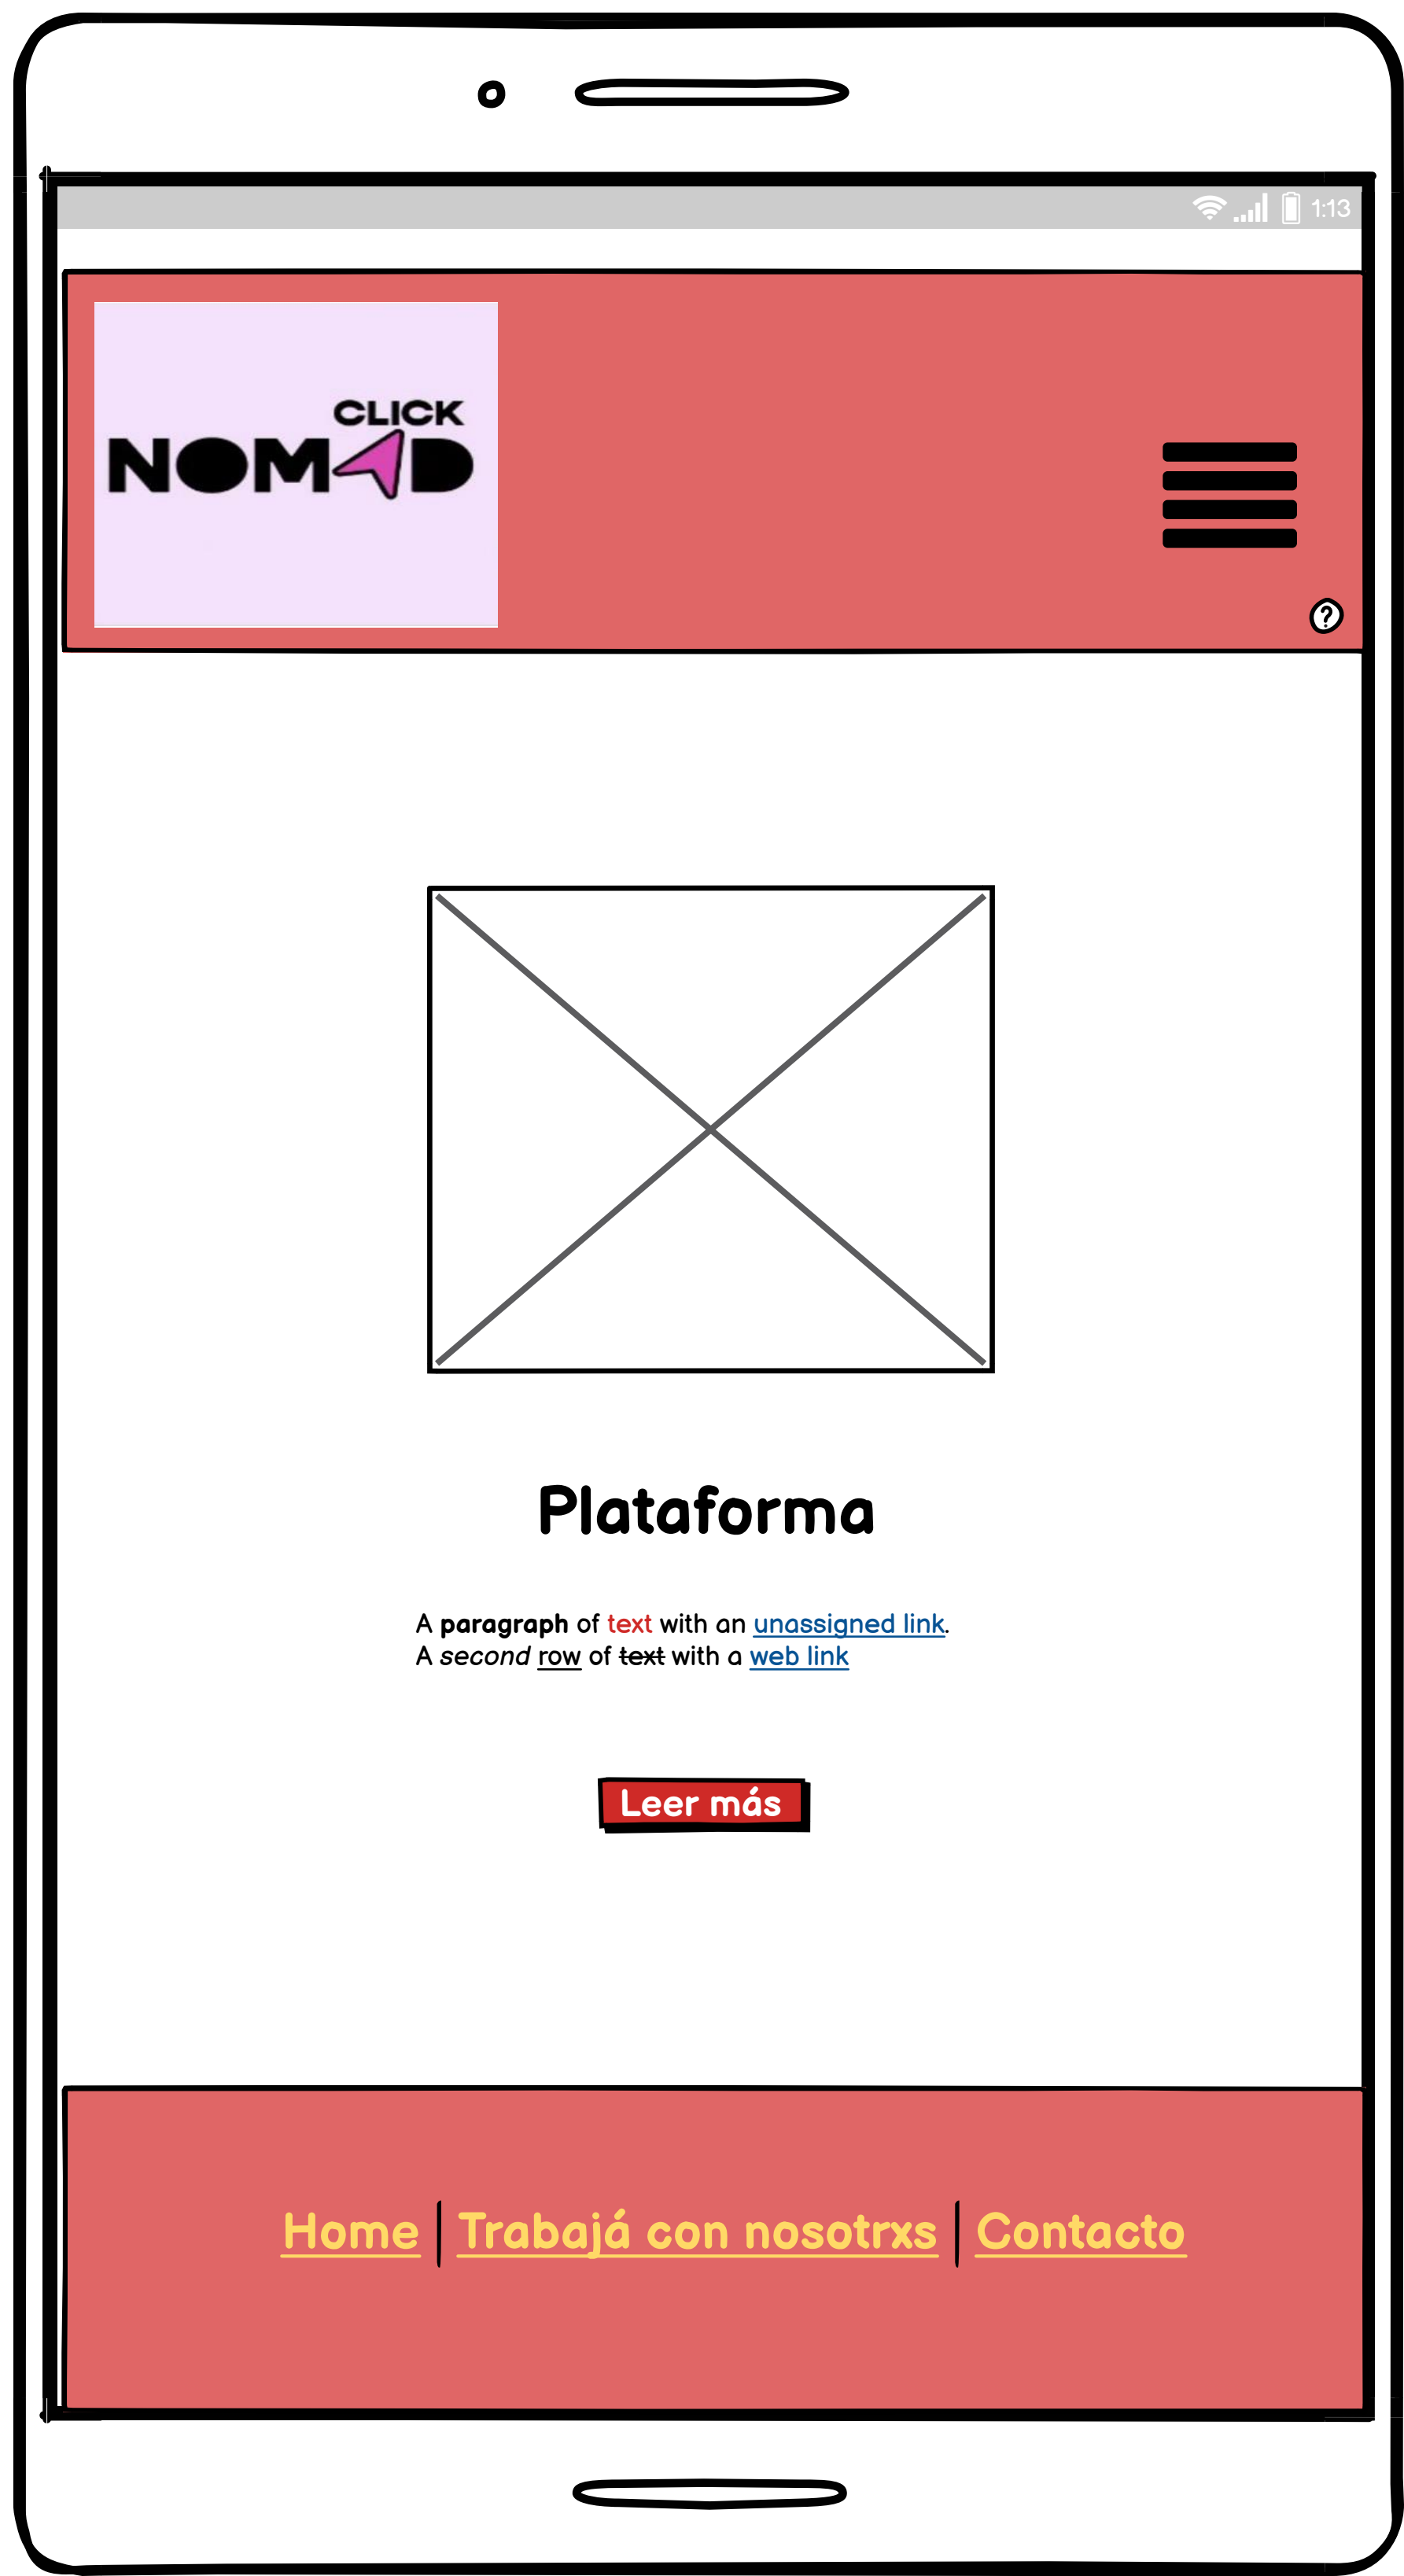 1:13
CLICK
NOMAD
?
Plataforma
A paragraph of text with an unassigned link.
A second row of text with a web link
Leer más
Home | Trabajá con nosotrxs | Contacto